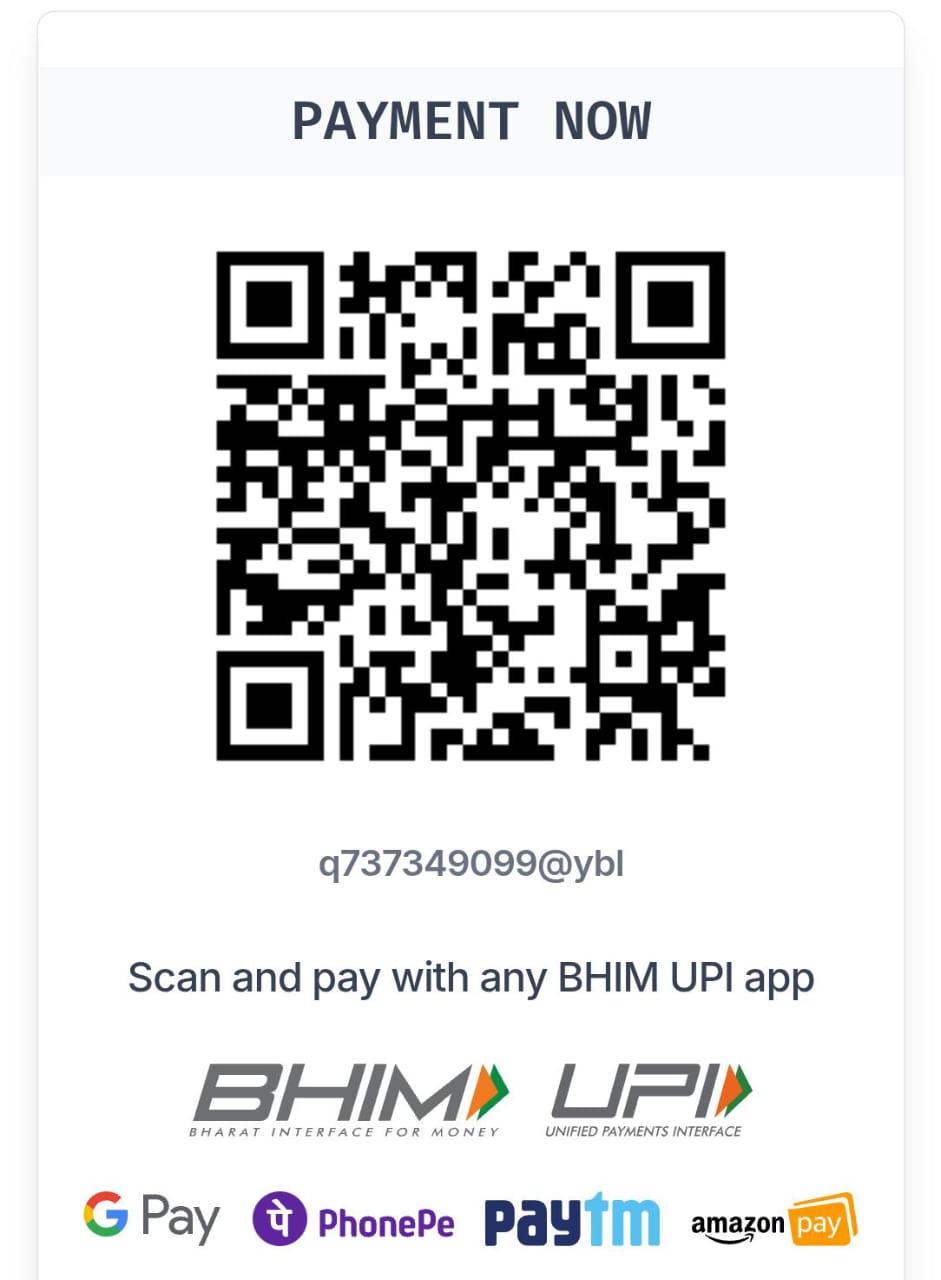 PAYMENT NOW
q737349099@ybl
Scan and pay with any BHIM UPI app
BHIM UPI
BHARAT INTERFACE FOR MONEY UNIFIED PAYMENTS INTERFACE
G Pay पे PhonePe paytm amazon pay